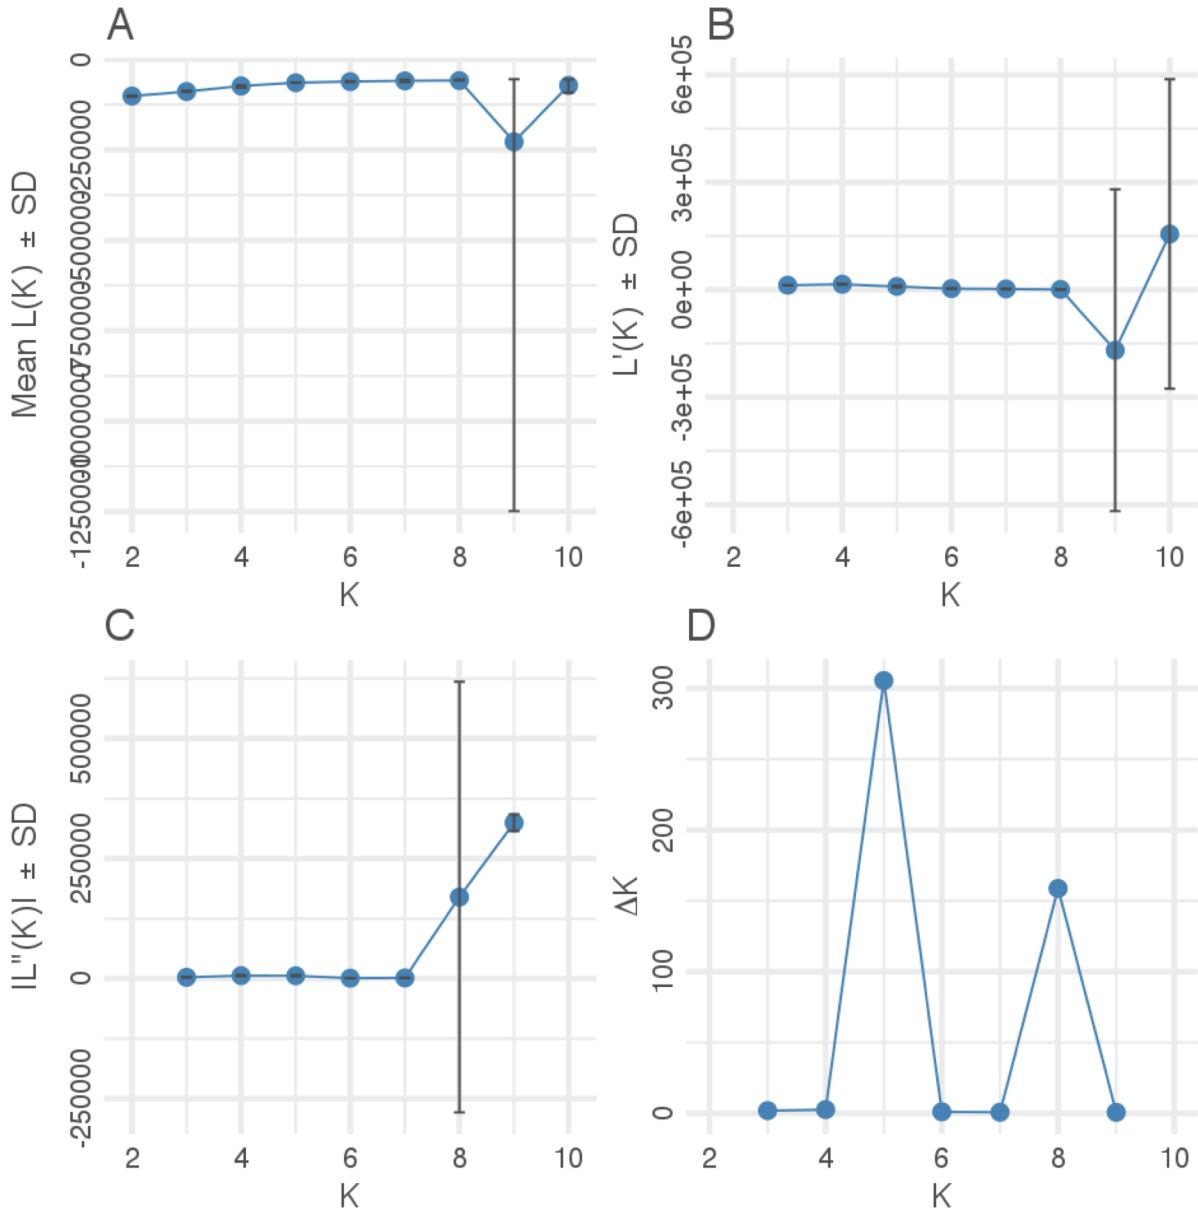 A
Mean L(K) ± SD
0
-250000
-500000
-750000
-1000000
-1250000
2 4 6 8 10
K
B
L'(K) ± SD
6e+05
3e+05
0e+00
-3e+05
-6e+05
2 4 6 8 10
K
C
|L"(K)| ± SD
500000
250000
0
-250000
2 4 6 8 10
K
D
ΔK
300
200
100
0
2 4 6 8 10
K